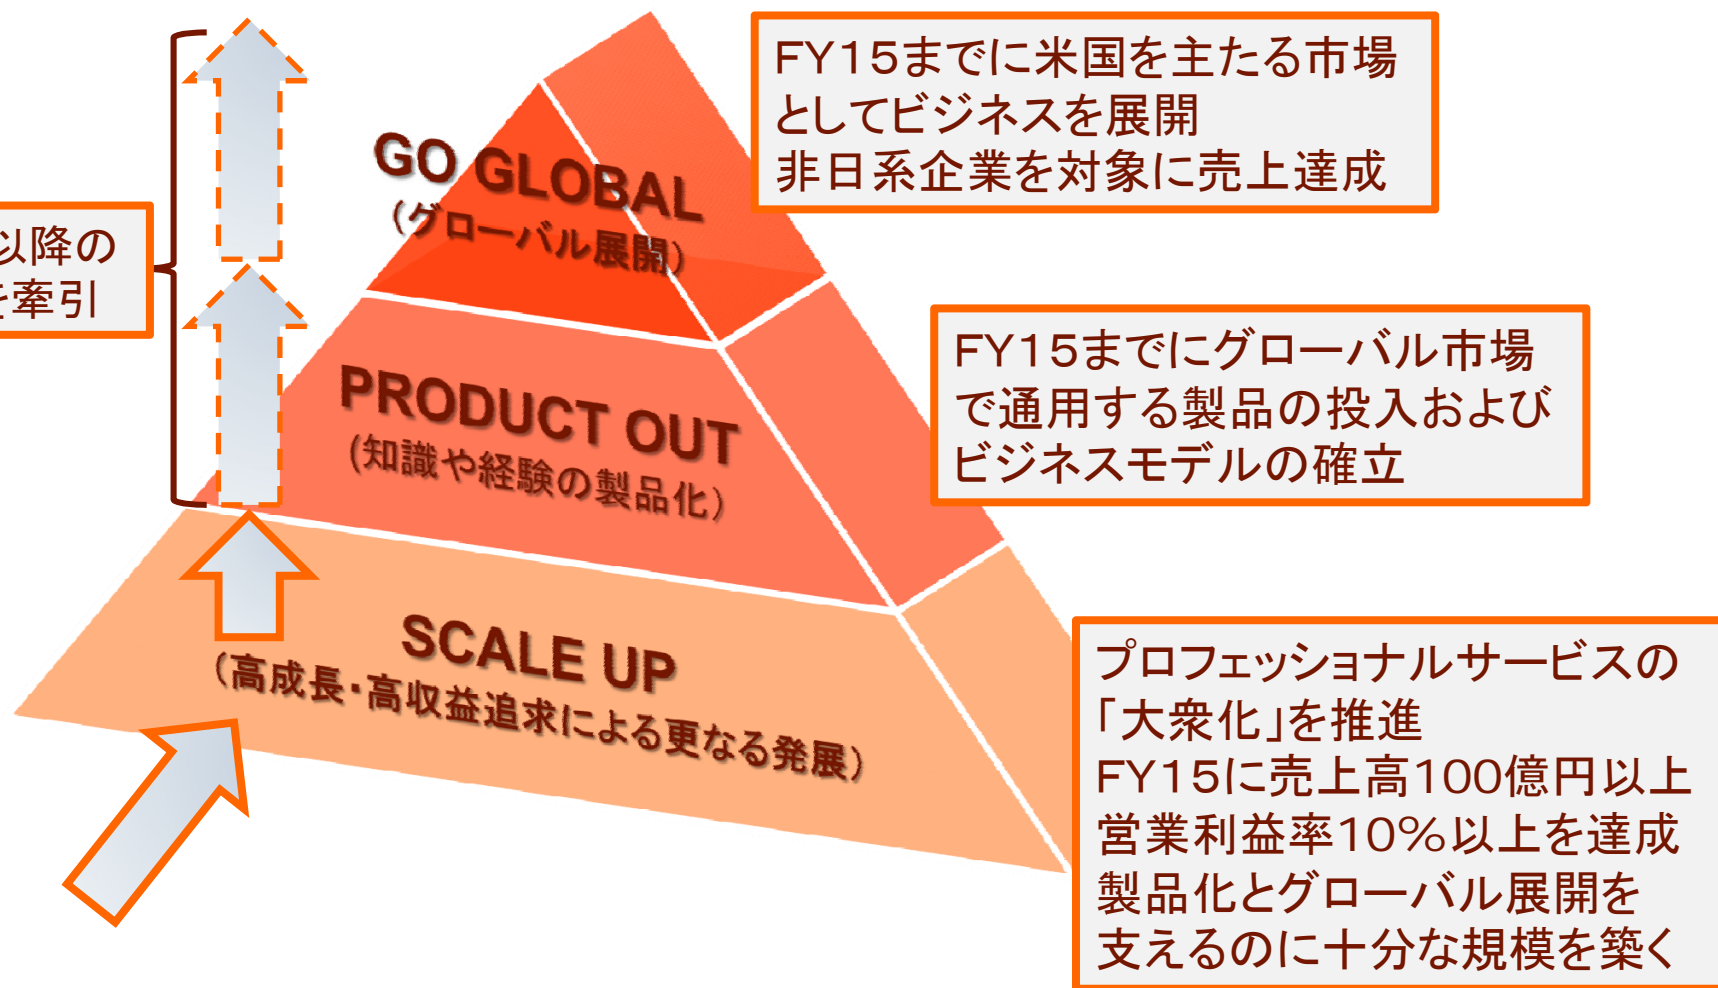 GO GLOBAL
（グローバル展開）
FY15までに米国を主たる市場
としてビジネスを展開
非日系企業を対象に売上達成
以降の
を牽引
PRODUCT OUT
(知識や経験の製品化）
FY15までにグローバル市場
で通用する製品の投入および
ビジネスモデルの確立
SCALE UP
（高成長・高収益追求による更なる発展）
プロフェッショナルサービスの
「大衆化」を推進
FY15に売上高100億円以上
営業利益率10%以上を達成
製品化とグローバル展開を
支えるのに十分な規模を築く